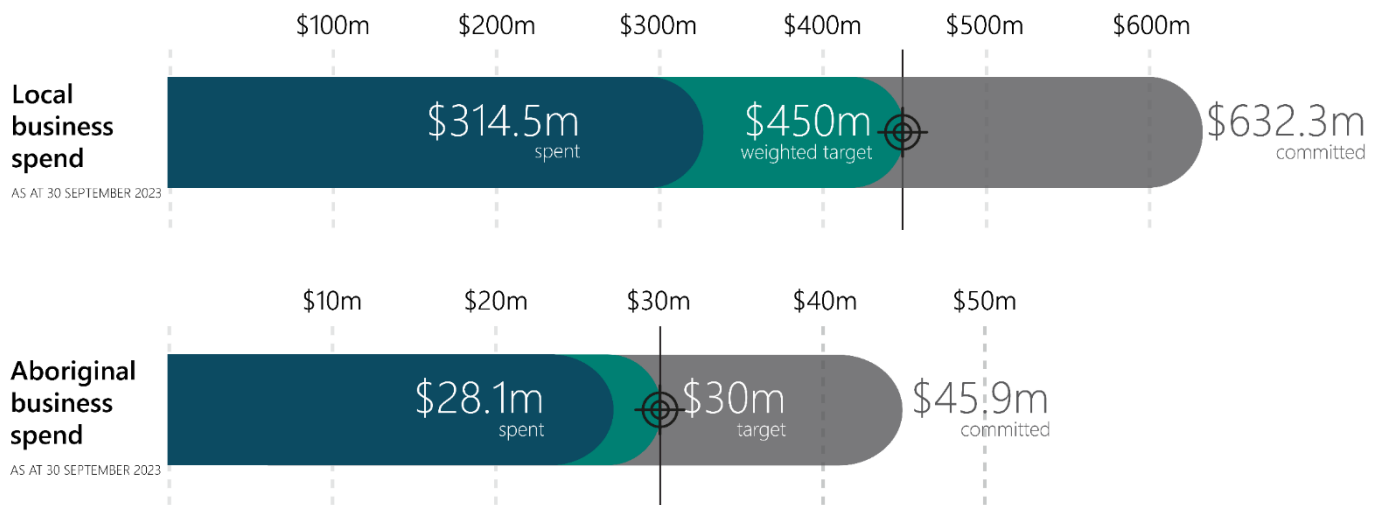 $100m $200m $300m $400m $500m $600m
Local
business
spend
AS AT 30 SEPTEMBER 2023
$314.5m
spent
$450m
weighted target
$632.3m
committed
$10m $20m $30m $40m $50m
Aboriginal
business
spend
AS AT 30 SEPTEMBER 2023
$28.1m
spent
$30m
target
$45.9m
committed